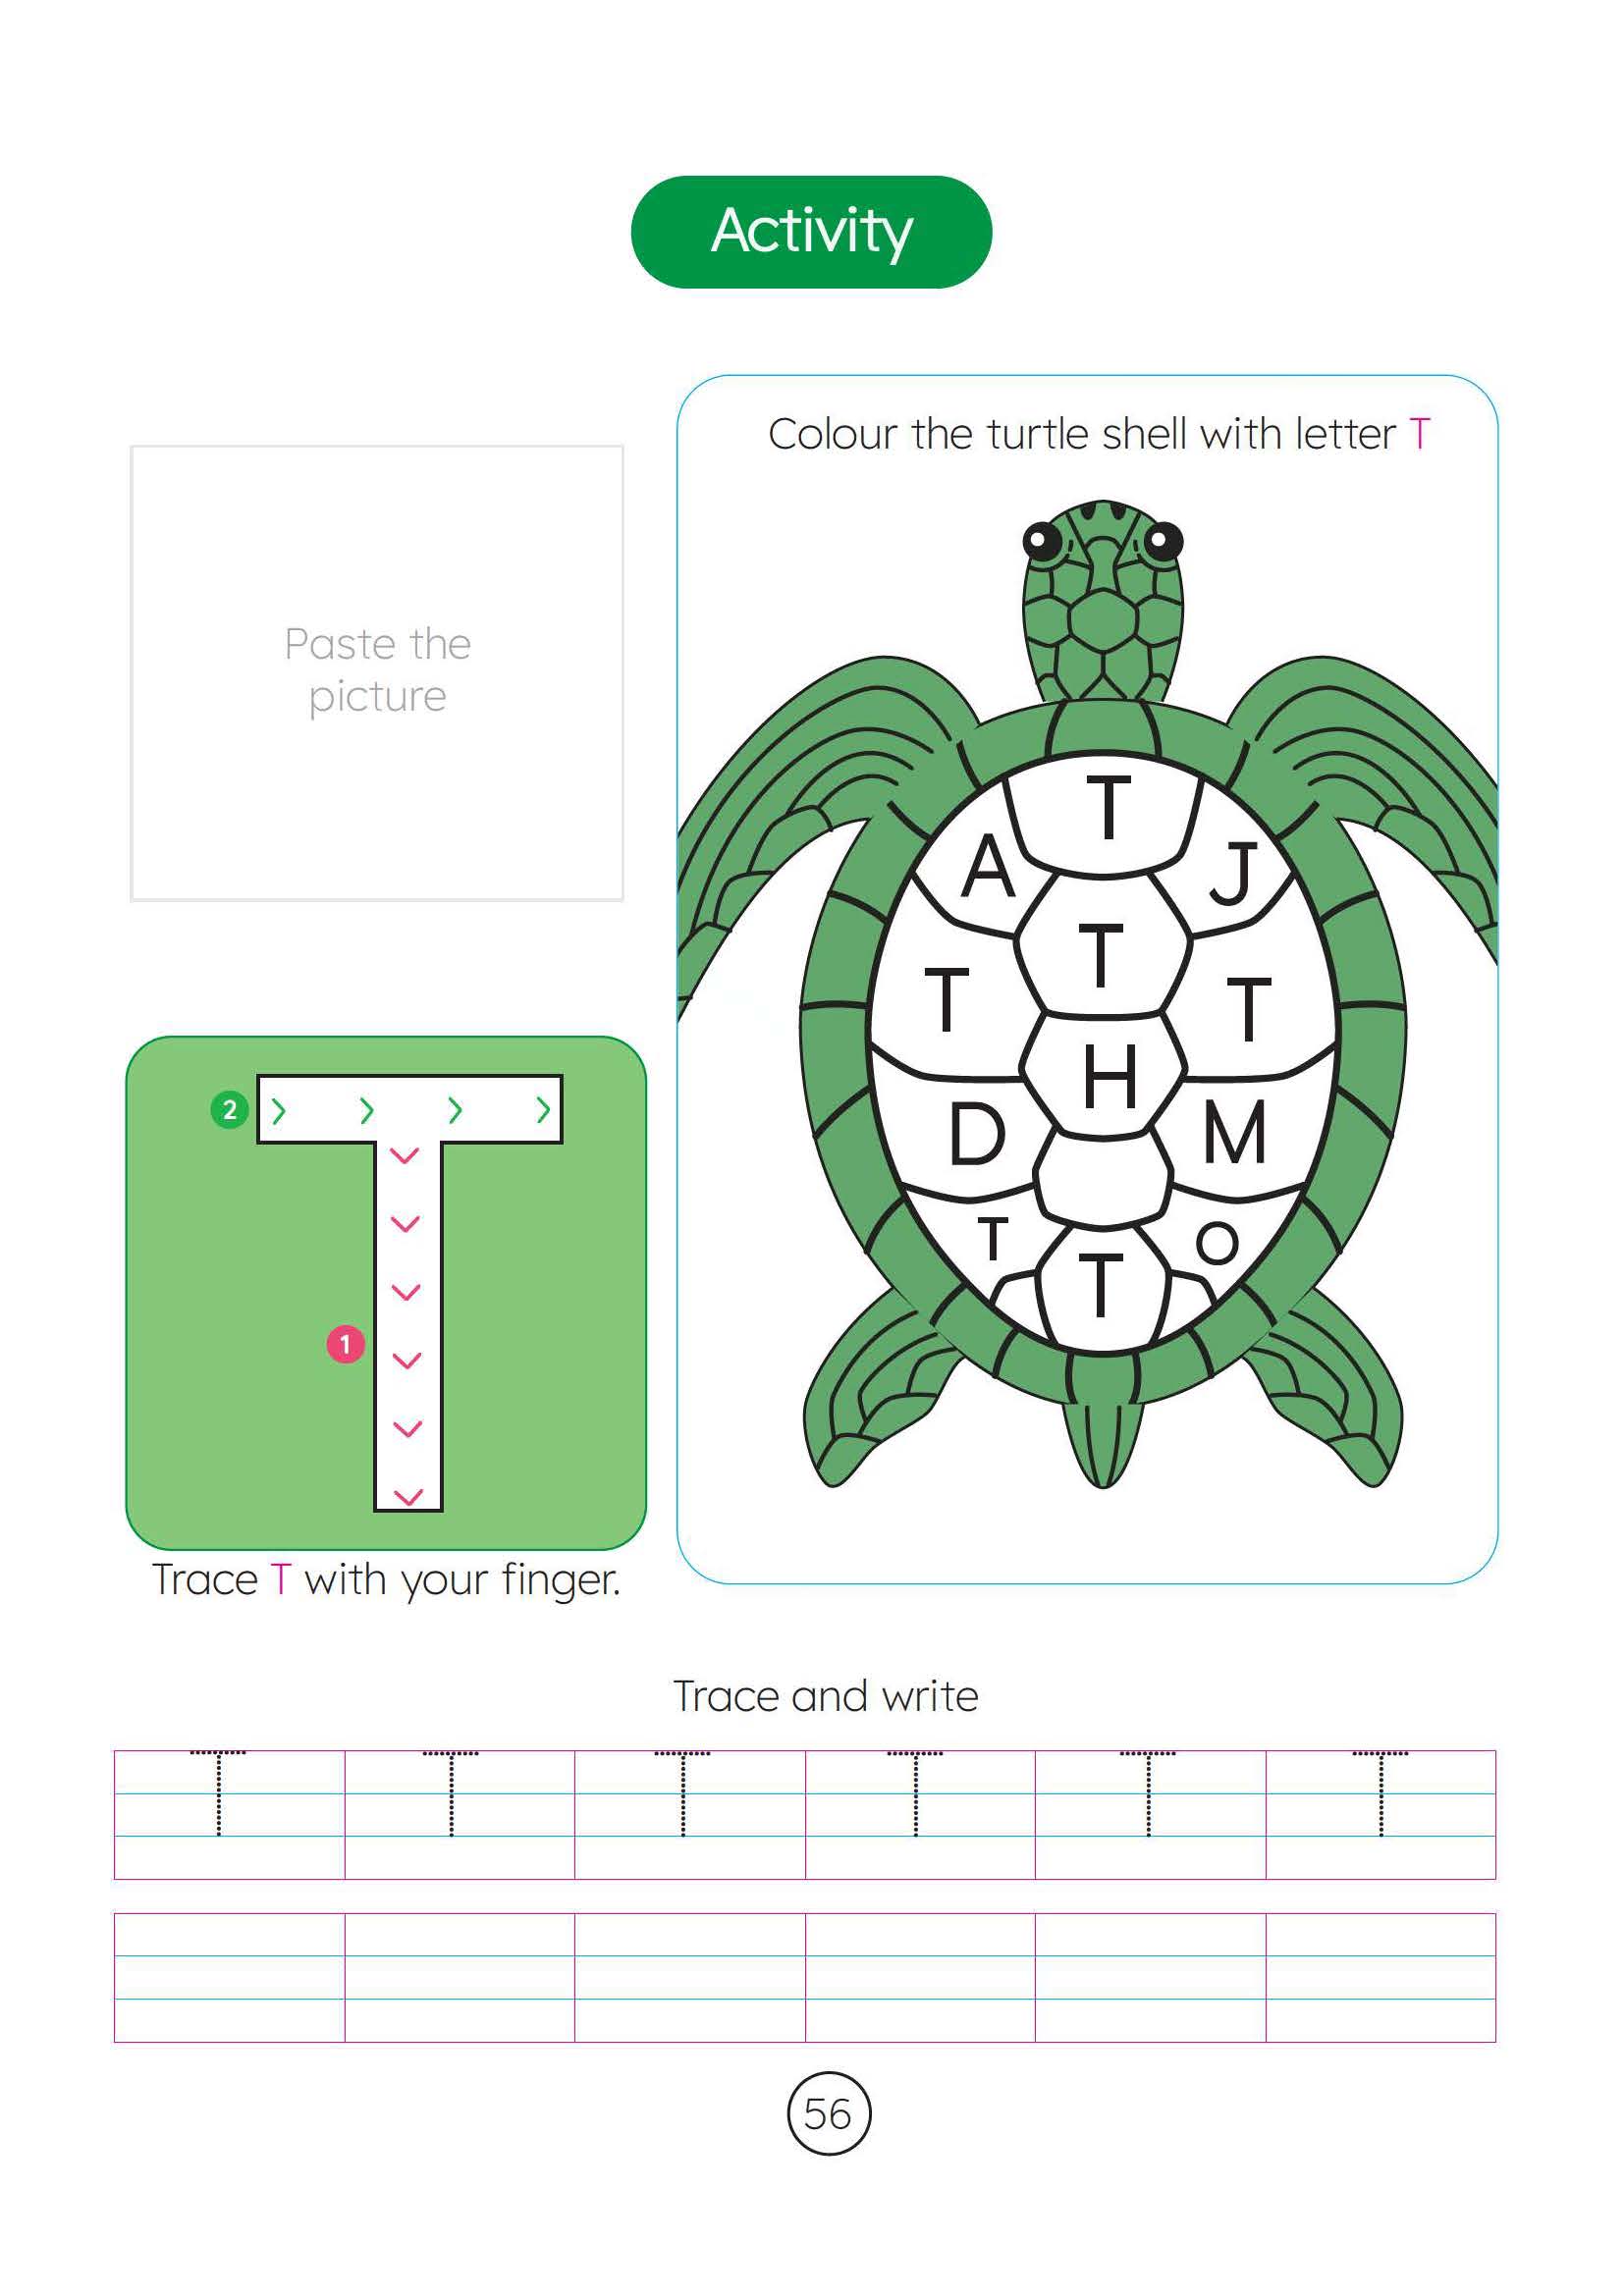 Activity
Colour the turtle shell with letter T
Paste the
picture
T
A
J
T
T
T
H
D
M
T
O
T
2
1
Trace T with your finger.
Trace and write
T T T T T T
56